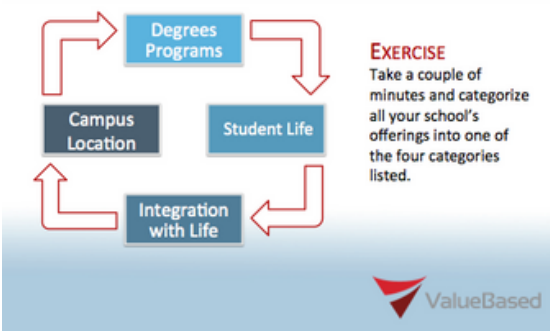 Degrees
Programs
Campus
Location
Student Life
Integration
with Life
EXERCISE
Take a couple of
minutes and categorize
all your school's
offerings into one of
the four categories
listed.
ValueBased